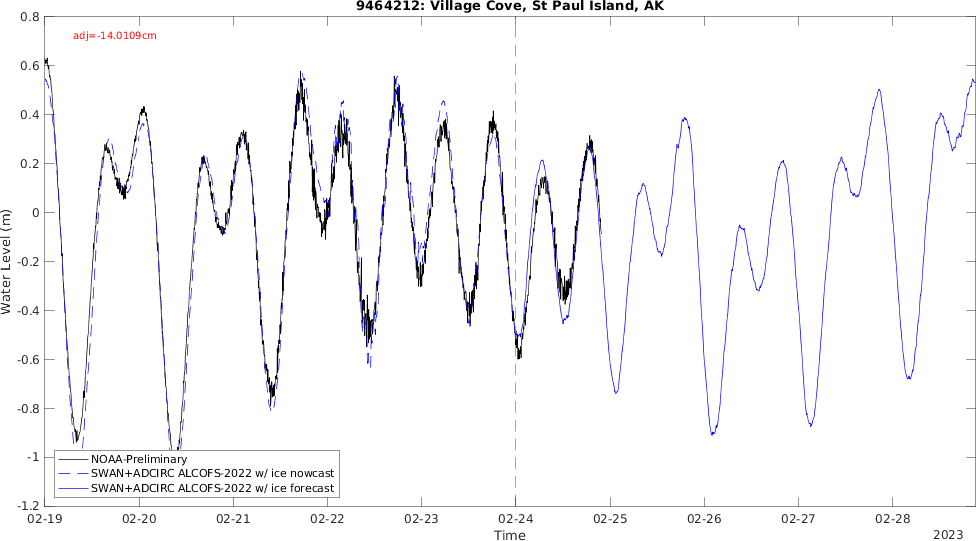 9464212: Village Cove, St Paul Island, AK
adj=-14.0109cm
0.8
0.6
0.4
0.2
0
-0.2
-0.4
-0.6
-0.8
-1
-1.2
Water Level (m)
NOAA-Preliminary
SWAN+ADCIRC ALCOFS-2022 w/ ice nowcast
SWAN+ADCIRC ALCOFS-2022 w/ ice forecast
02-19 02-20 02-21 02-22 02-23 02-24 02-25 02-26 02-27 02-28
Time
2023